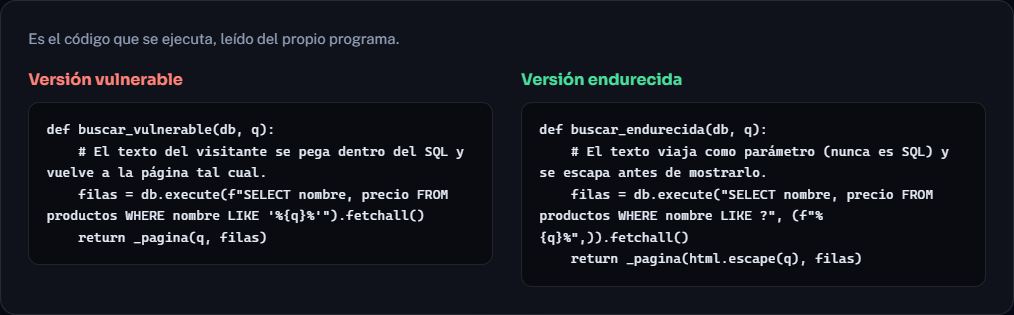 Es el código que se ejecuta, leído del propio programa.
Versión vulnerable
def buscar_vulnerable(db, q):
    # El texto del visitante se pega dentro del SQL y
vuelve a la página tal cual.
    filas = db.execute(f"SELECT nombre, precio FROM
productos WHERE nombre LIKE '%{q}%'").fetchall()
    return _pagina(q, filas)
Versión endurecida
def buscar_endurecida(db, q):
    # El texto viaja como parámetro (nunca es SQL) y
se escapa antes de mostrarlo.
    filas = db.execute("SELECT nombre, precio FROM
productos WHERE nombre LIKE ?", (f"%
{q}%",)).fetchall()
    return _pagina(html.escape(q), filas)